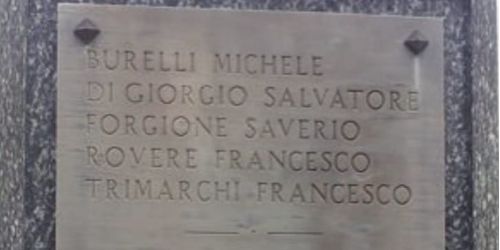 BURELLI MICHELE
DI GIORGIO SALVATORE
FORGIONE SAVERIO
ROVERE FRANCESCO
TRIMARCHI FRANCESCO